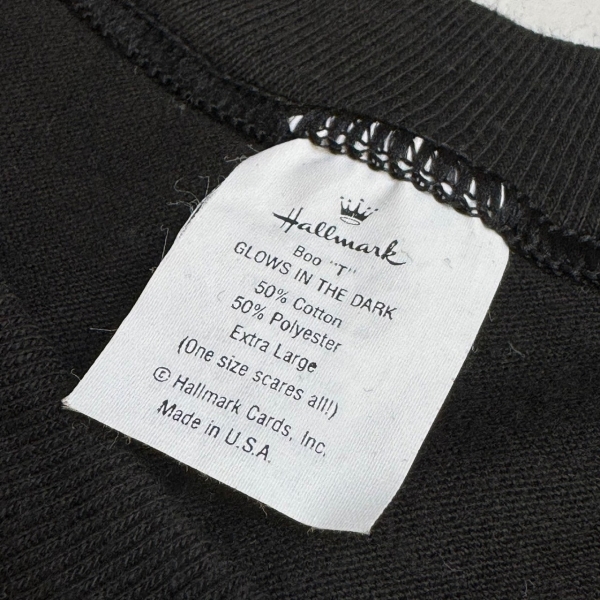 Hallmark
Boo "T"
GLOWS IN THE DARK
50% Cotton
50% Polyester
Extra Large
(One size scares all!)
© Hallmark Cards, Inc.
Made in U.S.A.